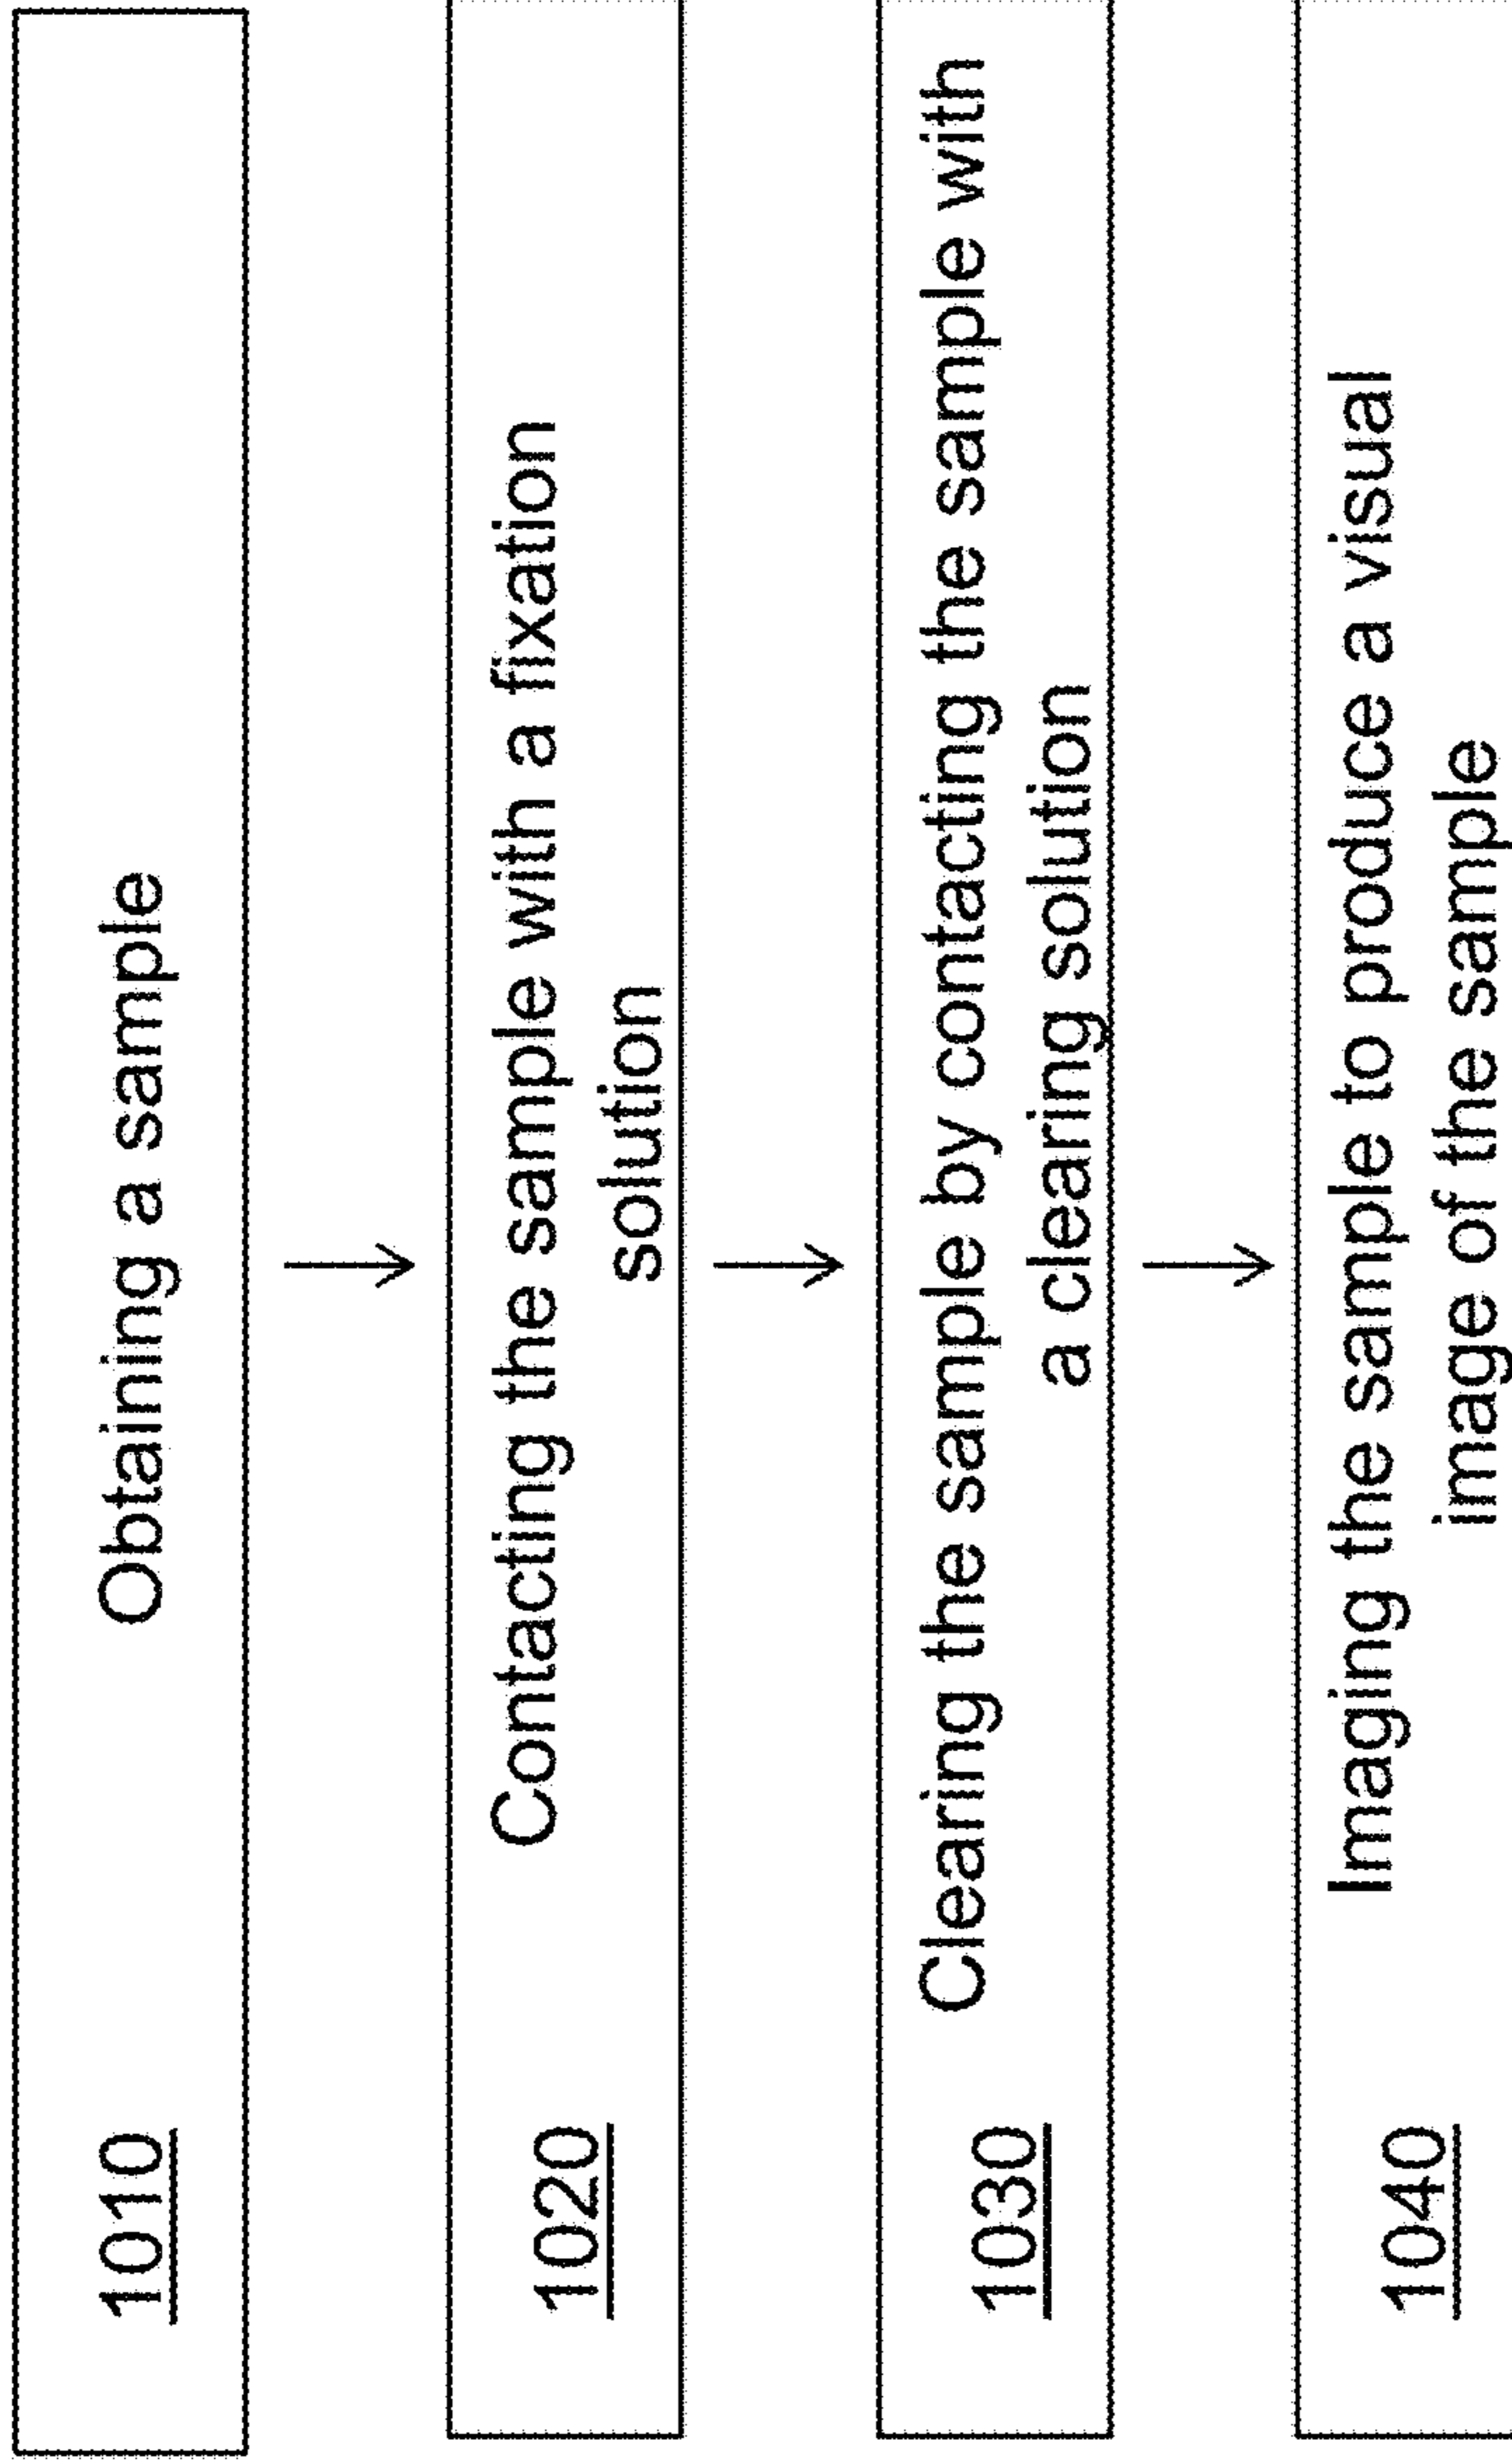 1010 Obtaining a sample
1020 Contacting the sample with a fixation
solution
1030 Clearing the sample by contacting the sample with
a clearing solution
1040 Imaging the sample to produce a visual
image of the sample